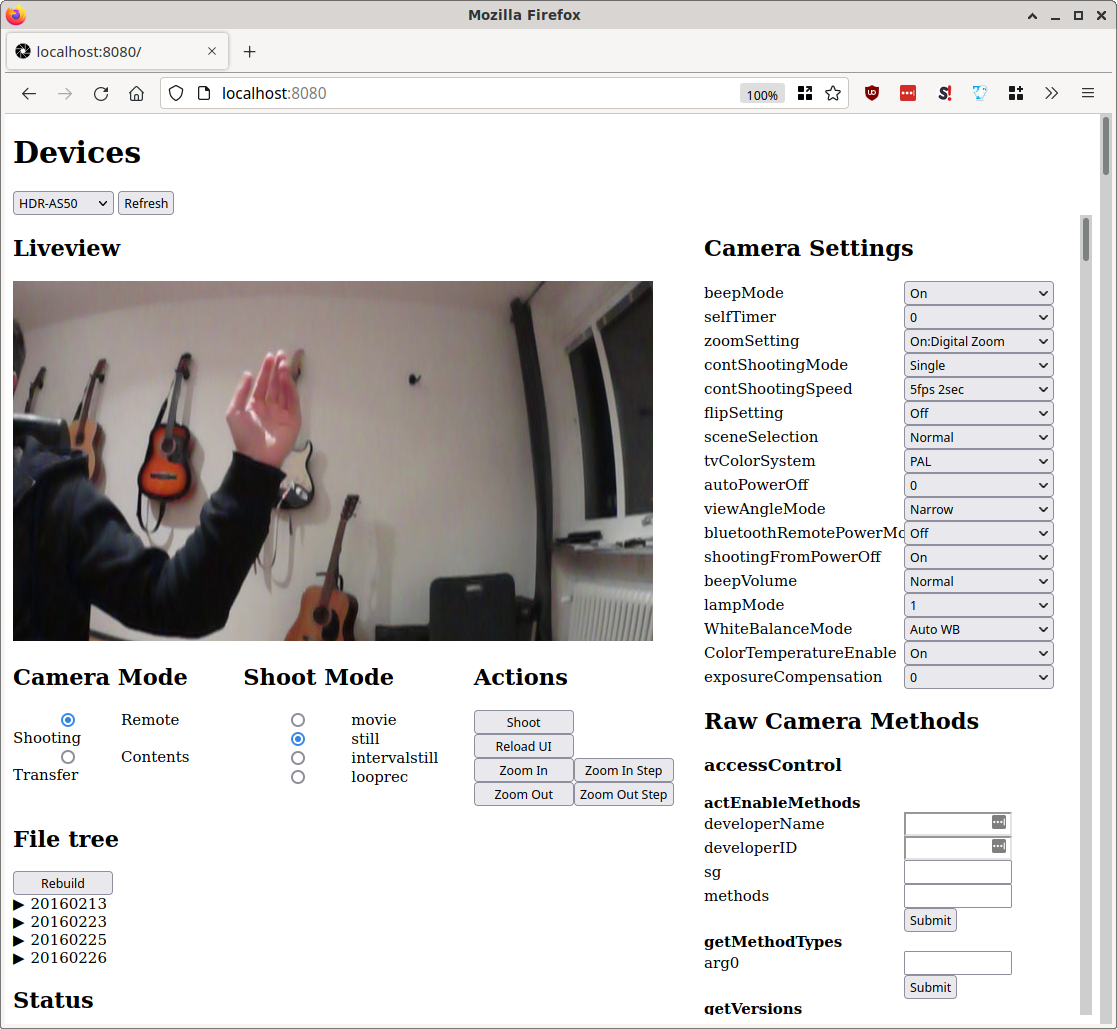 Mozilla Firefox
localhost:8080/
localhost:8080
100%
Devices
HDR-AS50 Refresh
Liveview
Camera Mode
Remote
Shooting
Contents
Transfer
Shoot Mode
movie
still
intervalstill
looprec
Actions
Shoot
Reload UI
Zoom In Zoom In Step
Zoom Out Zoom Out Step
File tree
Rebuild
▶ 20160213
▶ 20160223
▶ 20160225
▶ 20160226
Status
Camera Settings
beepMode On
selfTimer 0
zoomSetting On:Digital Zoom
contShootingMode Single
contShootingSpeed 5fps 2sec
flipSetting Off
sceneSelection Normal
tvColorSystem PAL
autoPowerOff 0
viewAngleMode Narrow
bluetoothRemotePowerMo Off
shootingFromPowerOff On
beepVolume Normal
lampMode 1
WhiteBalanceMode Auto WB
ColorTemperatureEnable On
exposureCompensation 0
Raw Camera Methods
accessControl
actEnableMethods
developerName
developerID
sg
methods
Submit
getMethodTypes
arg0
Submit
getVersions